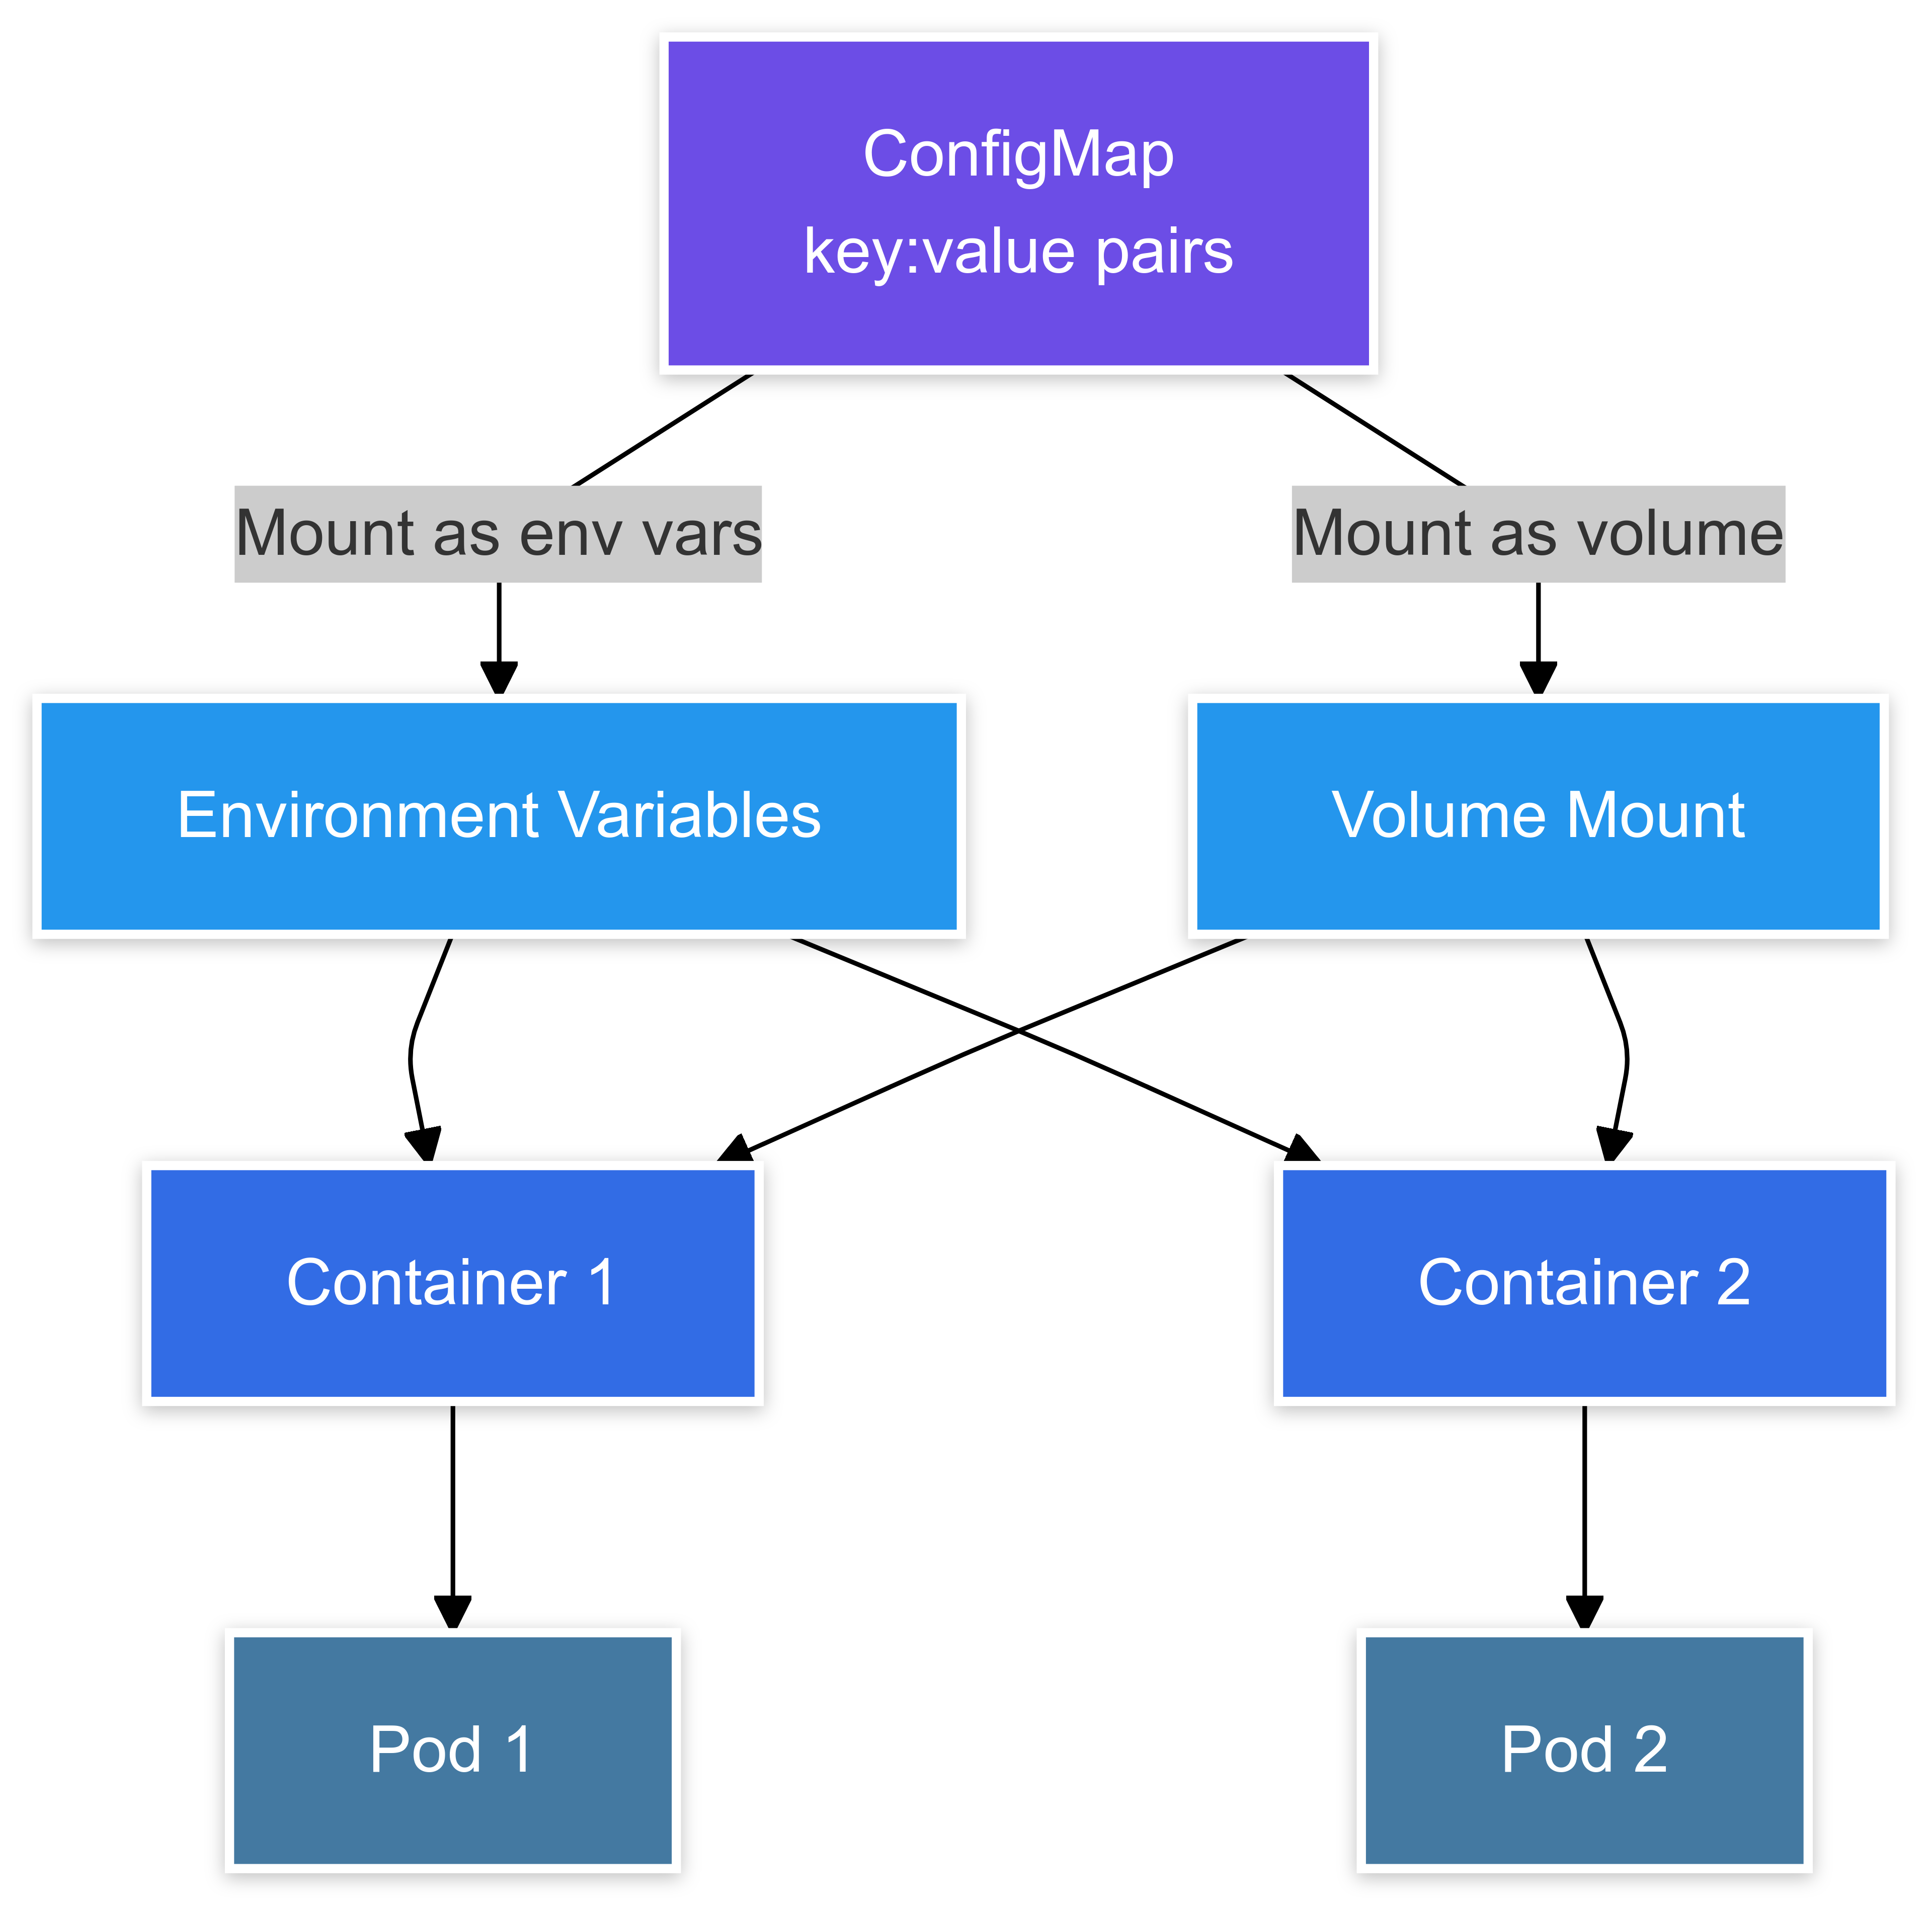 ConfigMap
key:value pairs
Mount as env vars
Mount as volume
Environment Variables
Volume Mount
Container 1
Container 2
Pod 1
Pod 2